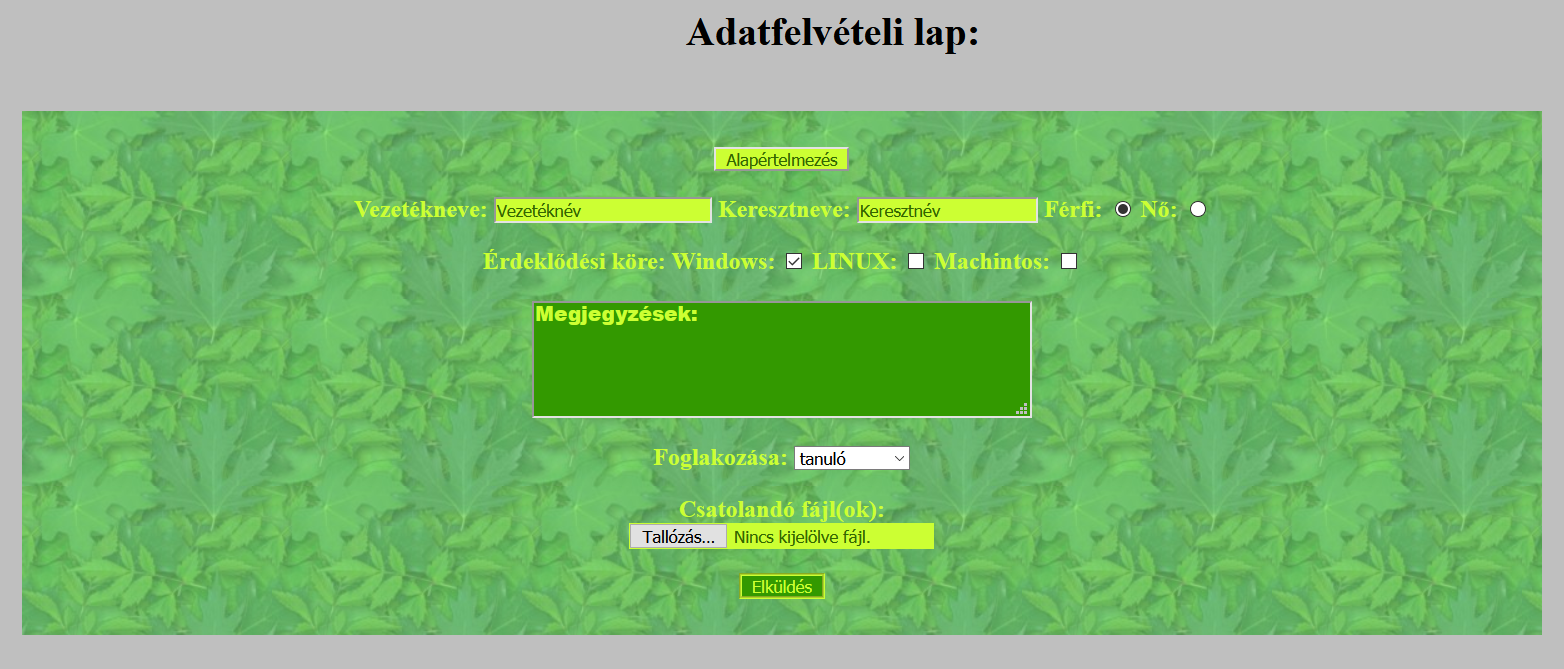 Adatfelvételi lap:
Alapértelmezés
Vezetékneve: Vezetéknév Keresztneve: Keresztnév Férfi: Nő:
Érdeklődési köre: Windows: LINUX: Machintos:
Megjegyzések:
Foglakozása: tanuló
Csatolandó fájl(ok):
Tallózás... Nincs kijelölve fájl.
Elküldés